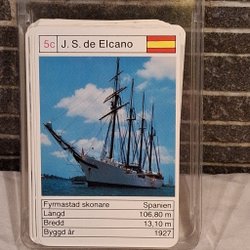 5c J. S. de Elcano
Fyrmastad skonare Spanien
Längd 106,80 m
Bredd 13,10 m
Byggd år 1927